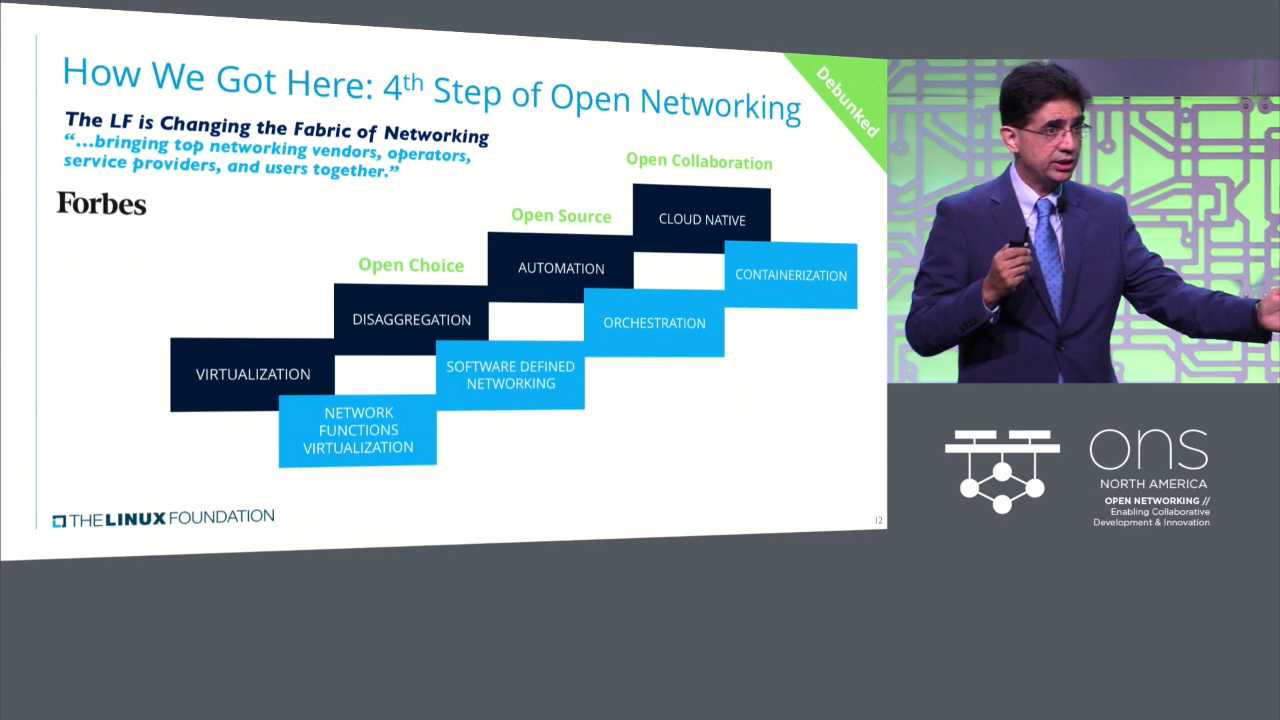 How We Got Here: 4th Step of Open Networking
Debunked
The LF is Changing the Fabric of Networking
“...bringing top networking vendors, operators,
service providers, and users together.”
Forbes
Open Collaboration
CLOUD NATIVE
Open Source
CONTAINERIZATION
AUTOMATION
Open Choice
ORCHESTRATION
DISAGGREGATION
SOFTWARE DEFINED
NETWORKING
VIRTUALIZATION
NETWORK
FUNCTIONS
VIRTUALIZATION
THE LINUX FOUNDATION
12
ons
NORTH AMERICA
OPEN NETWORKING //
Enabling Collaborative
Development & Innovation